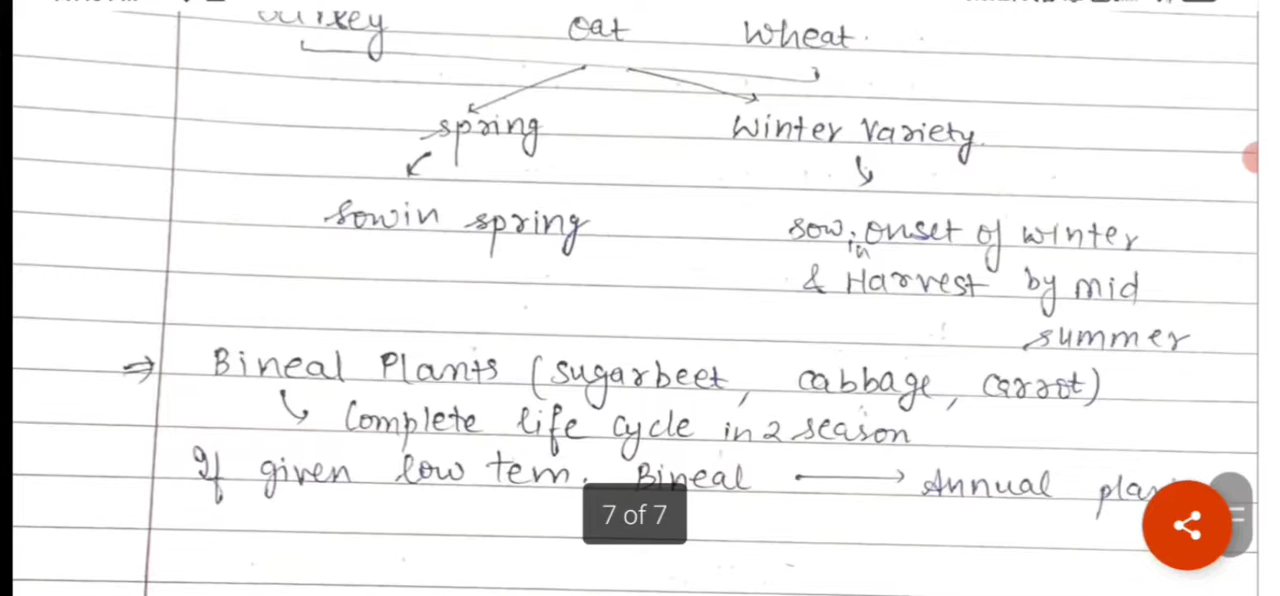 oat wheat.
spring winter variety.
sow in spring sow in onset of winter
& Harvest by mid
summer
⇒ Bineal Plants (sugarbeet, cabbage, carrot)
↳ Complete life cycle in 2 season
If given low tem. Bineal → Annual
7 of 7